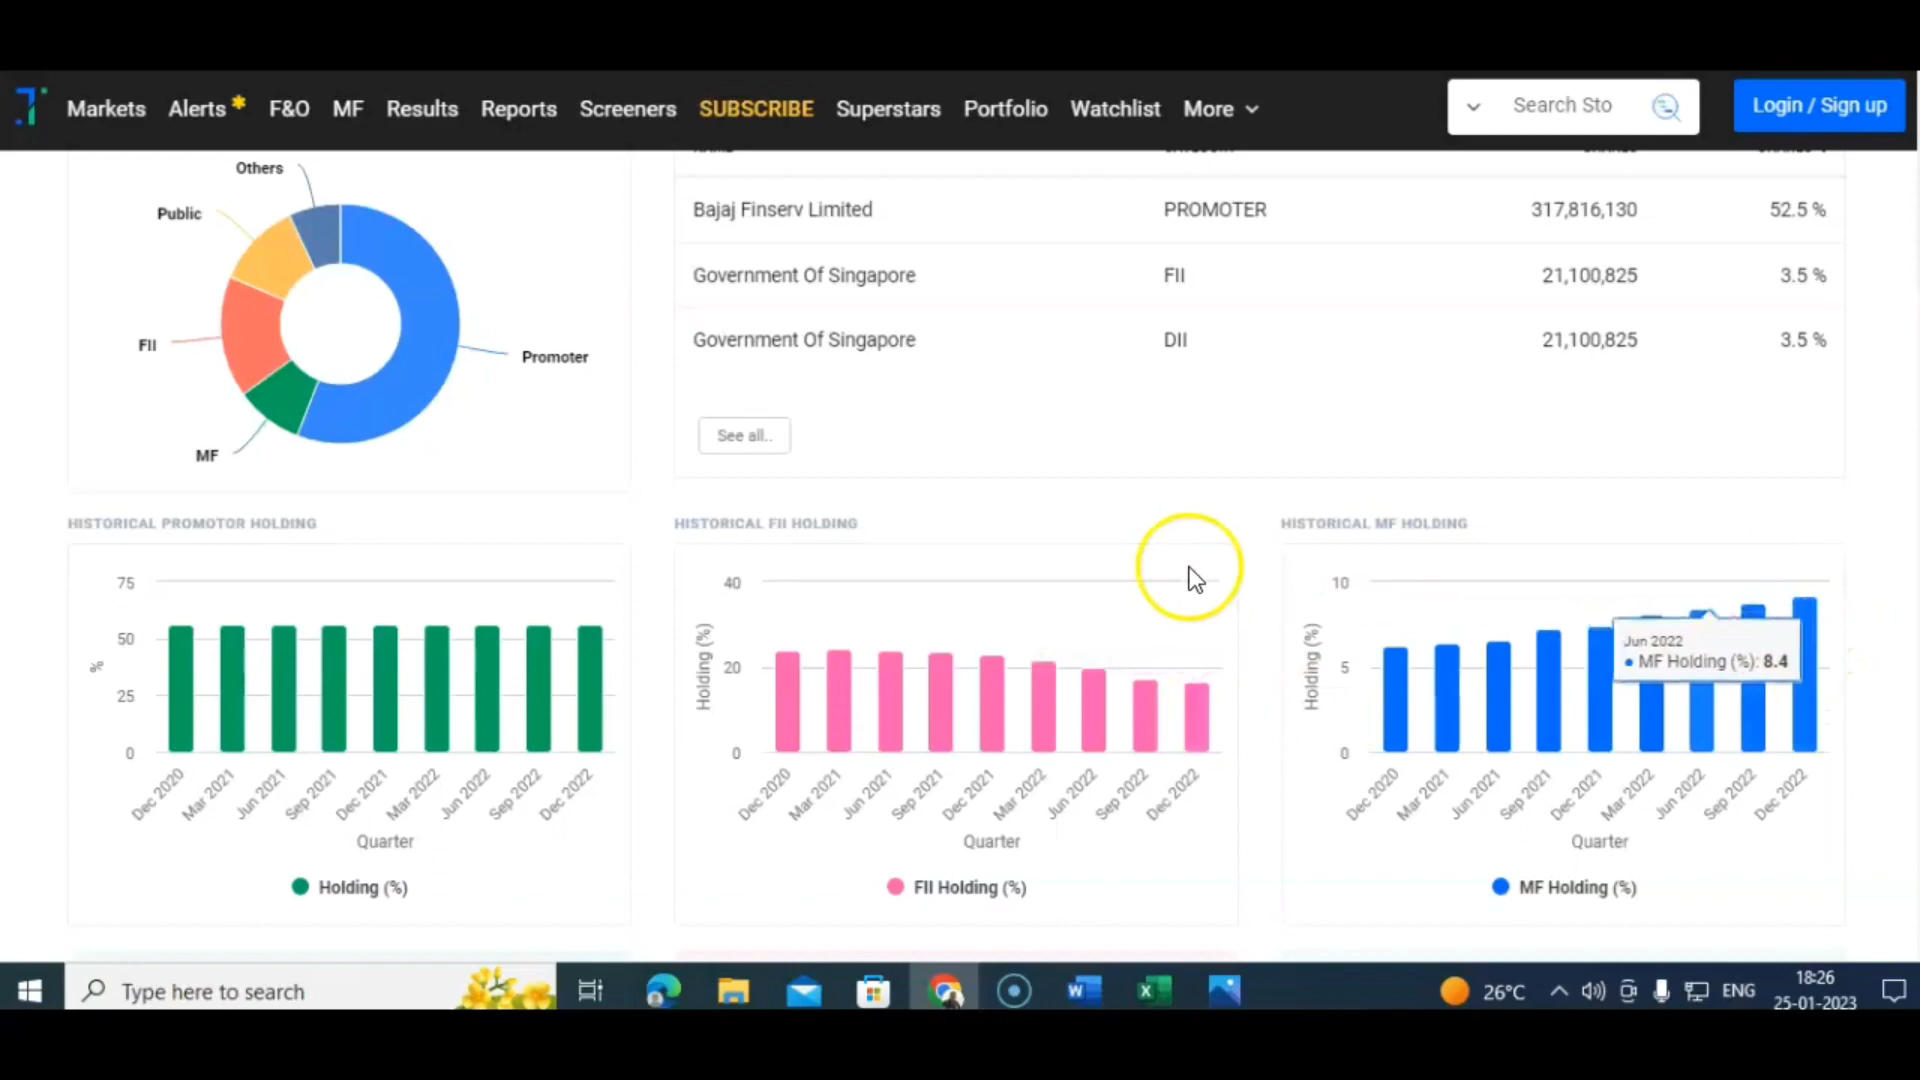 Markets Alerts F&O MF Results Reports Screeners SUBSCRIBE Superstars Portfolio Watchlist More Search Sto Login / Sign up
Others
Public
FII
MF
Promoter
Bajaj Finserv Limited PROMOTER 317,816,130 52.5 %
Government Of Singapore FII 21,100,825 3.5 %
Government Of Singapore DII 21,100,825 3.5 %
See all..
HISTORICAL PROMOTOR HOLDING
75
50
25
0
%
Dec 2020 Mar 2021 Jun 2021 Sep 2021 Dec 2021 Mar 2022 Jun 2022 Sep 2022 Dec 2022
Quarter
Holding (%)
HISTORICAL FII HOLDING
40
20
0
Holding (%)
Dec 2020 Mar 2021 Jun 2021 Sep 2021 Dec 2021 Mar 2022 Jun 2022 Sep 2022 Dec 2022
Quarter
FII Holding (%)
HISTORICAL MF HOLDING
10
5
0
Holding (%)
Jun 2022
MF Holding (%): 8.4
Dec 2020 Mar 2021 Jun 2021 Sep 2021 Dec 2021 Mar 2022 Jun 2022 Sep 2022 Dec 2022
Quarter
MF Holding (%)
Type here to search
26°C ENG 18:26
25-01-2023